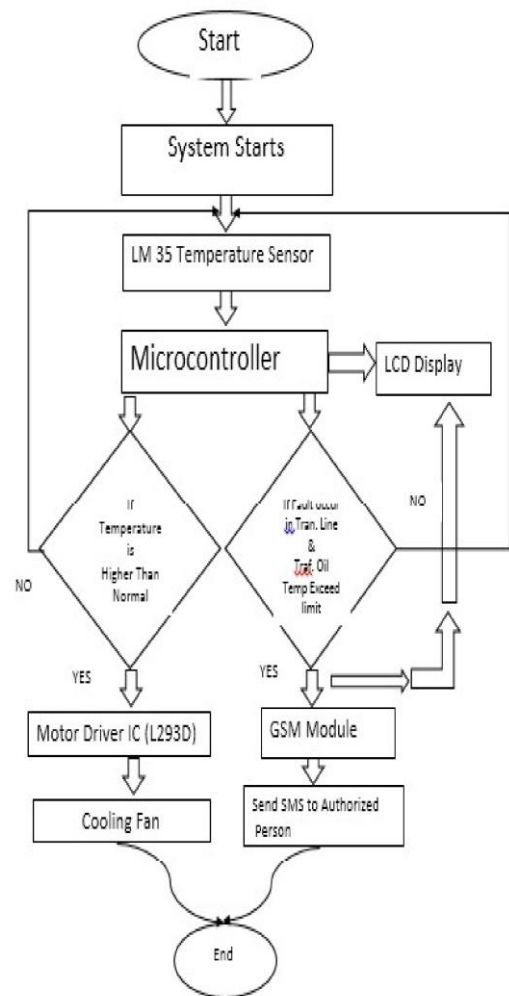 Start
System Starts
LM 35 Temperature Sensor
Microcontroller
LCD Display
If
Temperature
is
Higher Than
Normal
NO
If Fault occur
in Tran. Line
&
Traf. Oil
Temp Exceed
limit
NO
YES
YES
Motor Driver IC (L293D)
GSM Module
Cooling Fan
Send SMS to Authorized
Person
End